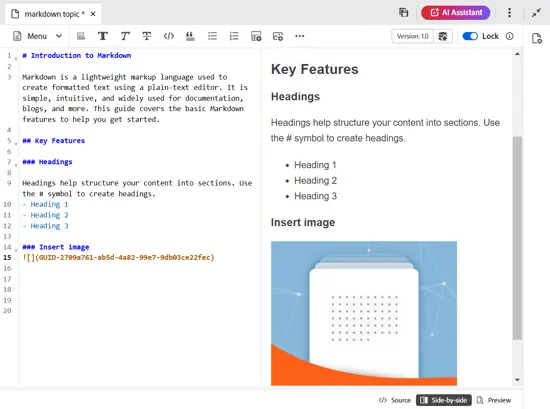 markdown topic *
AI Assistant
Menu
Version: 1.0
Lock
1 # Introduction to Markdown
2
3 Markdown is a lightweight markup language used to
create formatted text using a plain-text editor. It is
simple, intuitive, and widely used for documentation,
blogs, and more. This guide covers the basic Markdown
features to help you get started.
4
5 ## Key Features
6
7 ### Headings
8
9 Headings help structure your content into sections. Use
the # symbol to create headings.
10 - Heading 1
11 - Heading 2
12 - Heading 3
13
14 ### Insert image
15 ![](GUID-2709a761-ab5d-4a82-99e7-9db03ce22fec)
16
17
18
19
20
Key Features
Headings
Headings help structure your content into sections. Use
the # symbol to create headings.
• Heading 1
• Heading 2
• Heading 3
Insert image
</> Source
Side-by-side
Preview